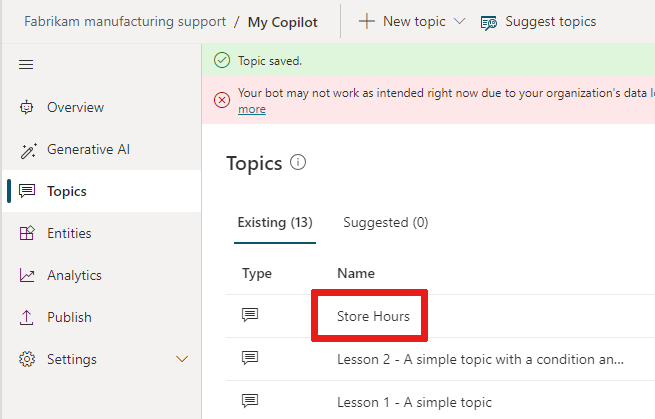 Fabrikam manufacturing support / My Copilot
New topic
Suggest topics
Topic saved.
Your bot may not work as intended right now due to your organization's data
more
Overview
Generative AI
Topics
Entities
Analytics
Publish
Settings
Topics
Existing (13)
Suggested (0)
Type
Name
Store Hours
Lesson 2 - A simple topic with a condition an...
Lesson 1 - A simple topic